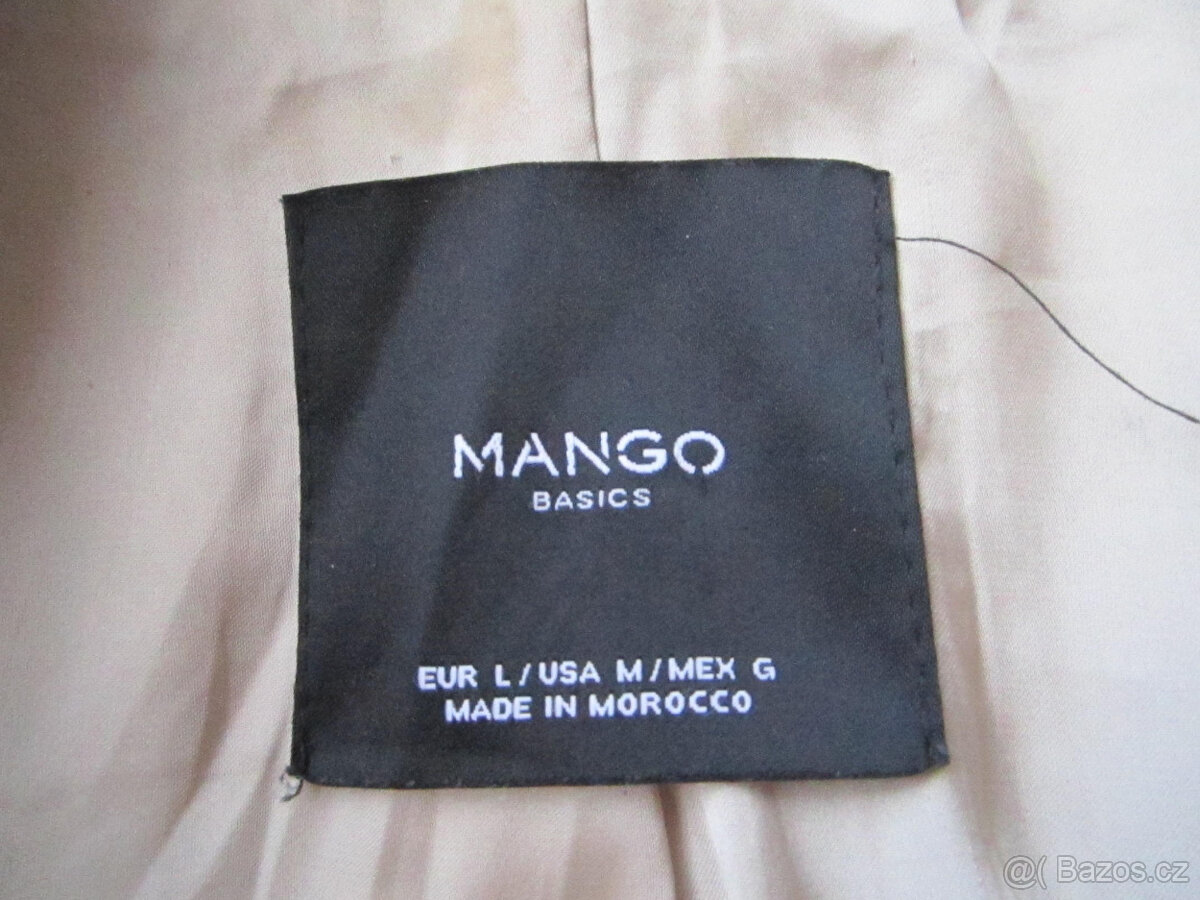 MANGO
BASICS
EUR L / USA M / MEX G
MADE IN MOROCCO
@( Bazos.cz